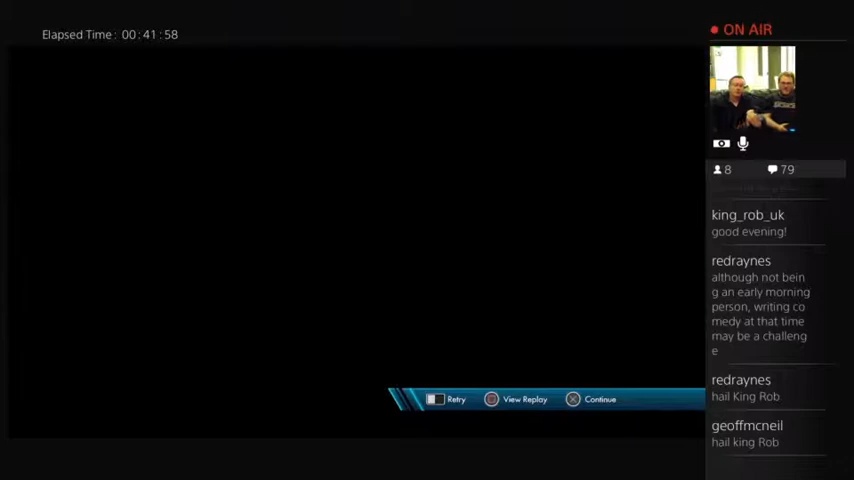 Elapsed Time: 00:41:58
ON AIR
8 79
king_rob_uk
good evening!
redraynes
although not bein
g an early morning
person, writing co
medy at that time
may be a challeng
e
redraynes
hail King Rob
geoffmcneil
hail king Rob
Retry View Replay Continue